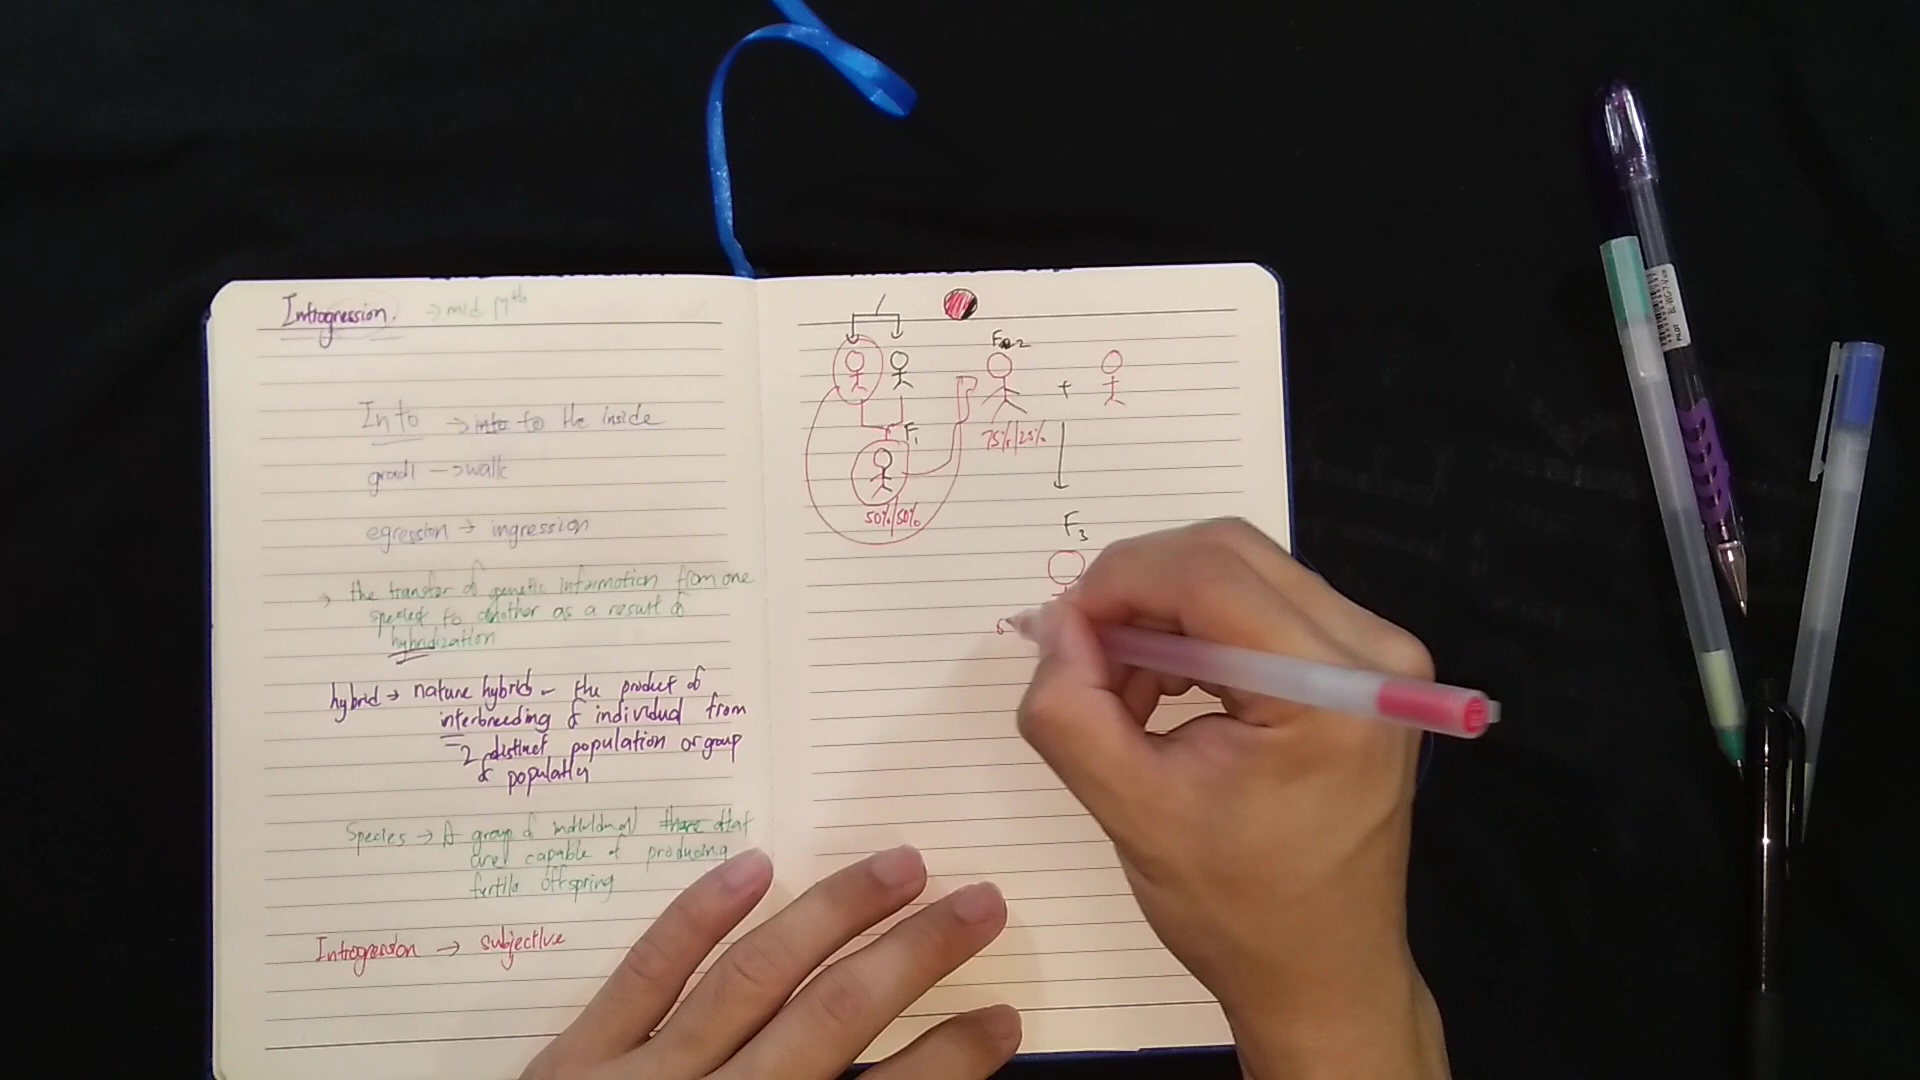 Introgression. → mid 17th
Intro → into to the inside
gradi → walk
egression → ingression
→ the transfer of genetic information from one
species to another as a result of
hybridization
hybrid → nature hybrid - the product of
interbreeding of individual from
2 distinct population or group
of
Species → A group of individual that
are capable of producing
fertile offspring
Introgression → subjective
F2
+
F1
75%/25%
50%/50%
F3